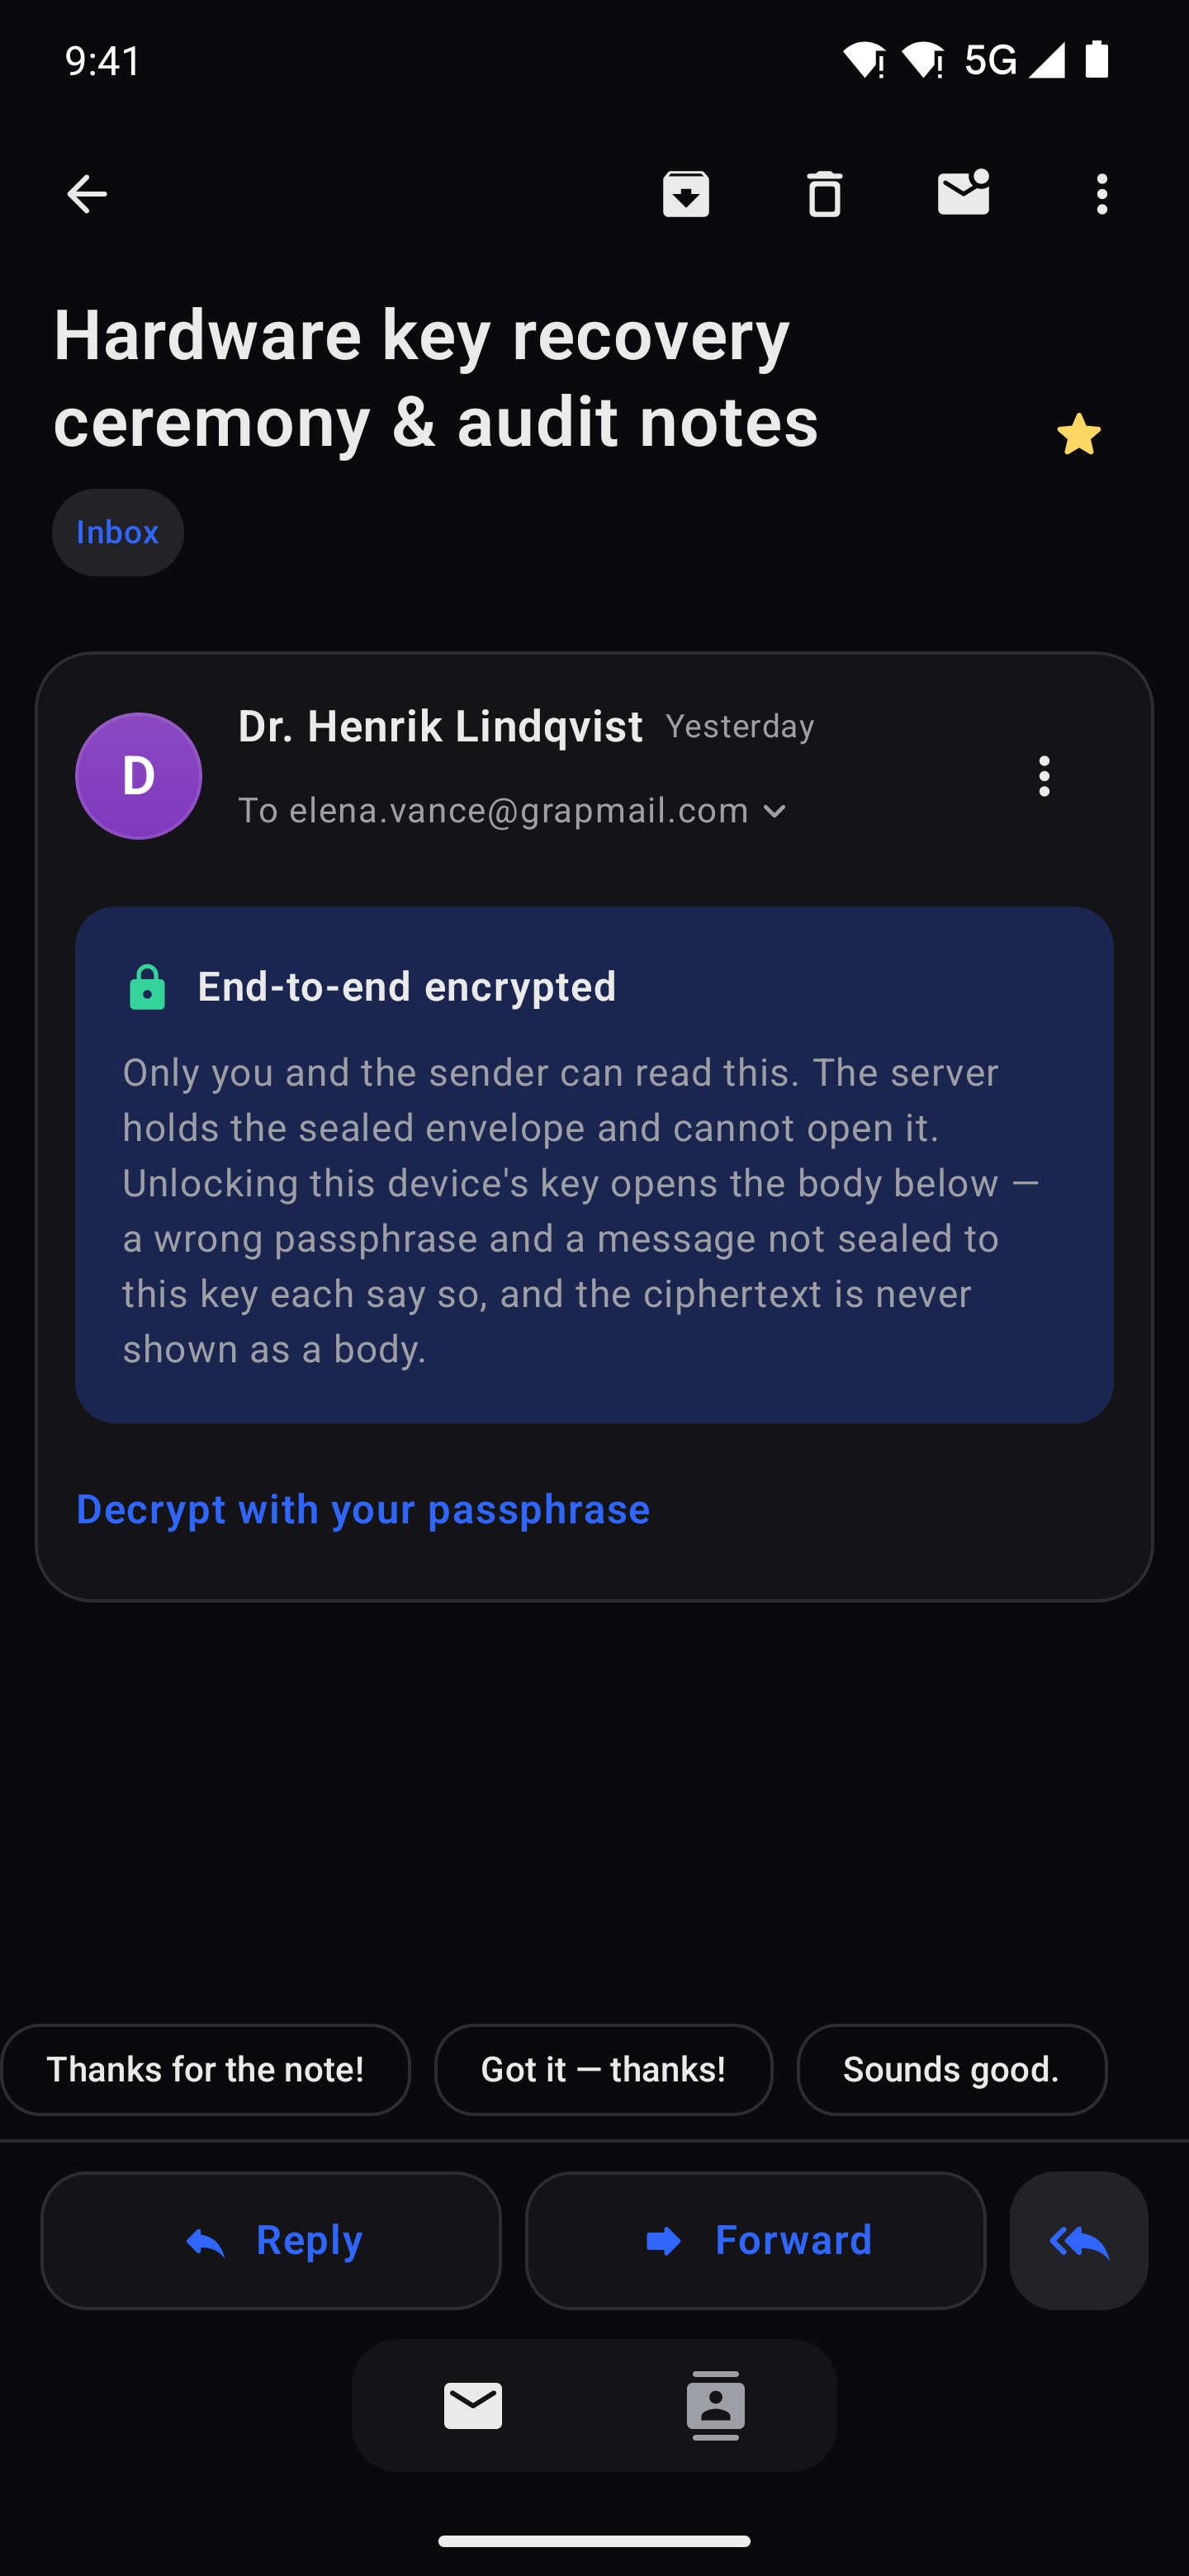 9:41
5G
Hardware key recovery
ceremony & audit notes
Inbox
D
Dr. Henrik Lindqvist Yesterday
To elena.vance@grapmail.com
End-to-end encrypted
Only you and the sender can read this. The server
holds the sealed envelope and cannot open it.
Unlocking this device's key opens the body below —
a wrong passphrase and a message not sealed to
this key each say so, and the ciphertext is never
shown as a body.
Decrypt with your passphrase
Thanks for the note!
Got it — thanks!
Sounds good.
Reply
Forward